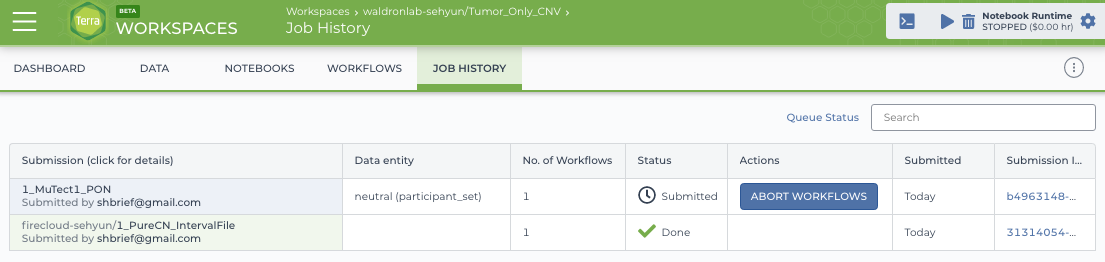 Terra
BETA
WORKSPACES
Workspaces › waldronlab-sehyun/Tumor_Only_CNV ›
Job History
Notebook Runtime
STOPPED ($0.00 hr)
DASHBOARD
DATA
NOTEBOOKS
WORKFLOWS
JOB HISTORY
Queue Status
Search
Submission (click for details)
Data entity
No. of Workflows
Status
Actions
Submitted
Submission I...
1_MuTect1_PON
Submitted by shbrief@gmail.com
neutral (participant_set)
1
Submitted
ABORT WORKFLOWS
Today
b4963148-...
firecloud-sehyun/1_PureCN_IntervalFile
Submitted by shbrief@gmail.com
1
Done
Today
31314054-...